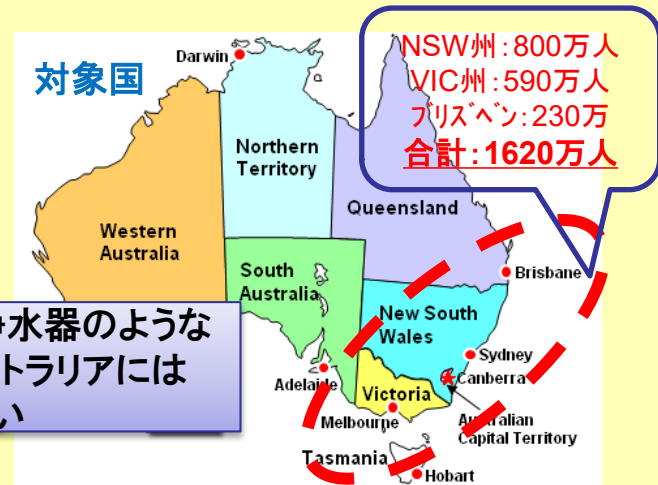 対象国
NSW州:800万人
VIC州:590万人
ﾌﾞﾘｽﾞﾍﾞﾝ:230万
合計:1620万人
Darwin
Northern
Territory
Queensland
Western
Australia
South
Australia
Brisbane
New South
Wales
水器のような
トラリアには
い
Sydney
Canberra
Adelaide
Victoria
Melbourne
Australian
Capital Territory
Tasmania
Hobart